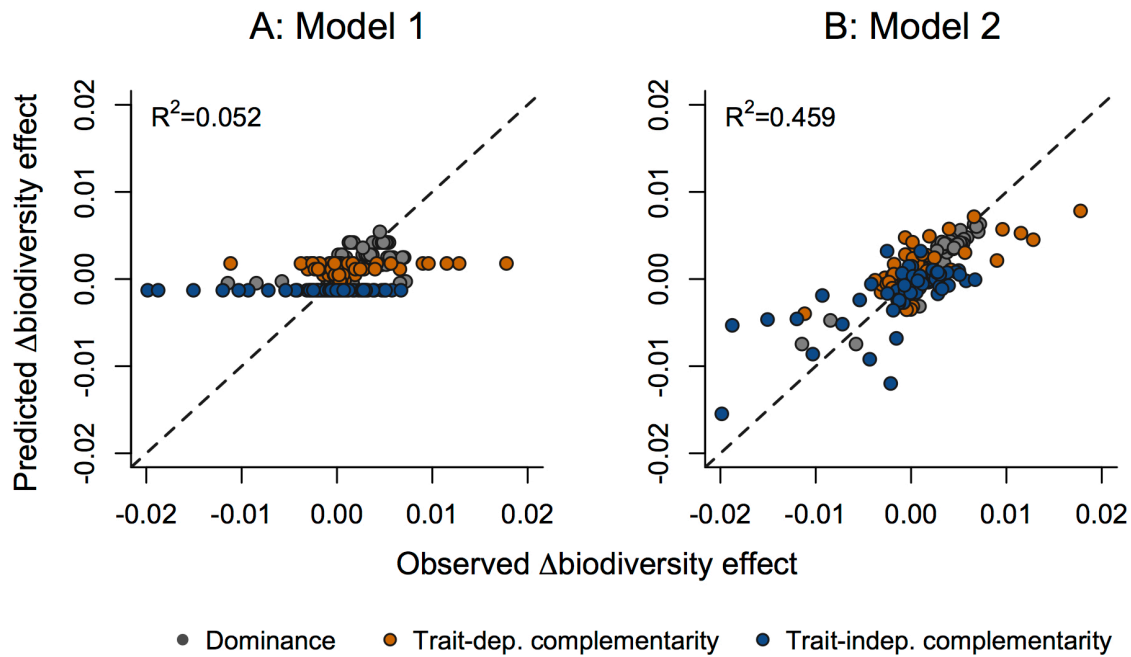 A: Model 1
B: Model 2
Predicted Δbiodiversity effect
0.02
0.01
0.00
-0.01
-0.02
R²=0.052
-0.02 -0.01 0.00 0.01 0.02
0.02
0.01
0.00
-0.01
-0.02
R²=0.459
-0.02 -0.01 0.00 0.01 0.02
Observed Δbiodiversity effect
Dominance Trait-dep. complementarity Trait-indep. complementarity